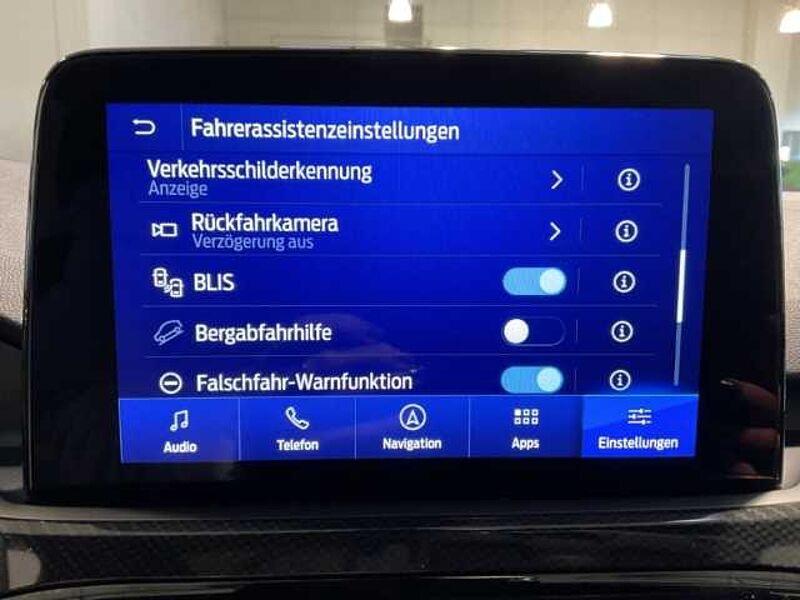 Fahrerassistenzeinstellungen
Verkehrsschilderkennung
Anzeige
Rückfahrkamera
Verzögerung aus
BLIS
Bergabfahrhilfe
Falschfahr-Warnfunktion
Audio
Telefon
Navigation
Apps
Einstellungen